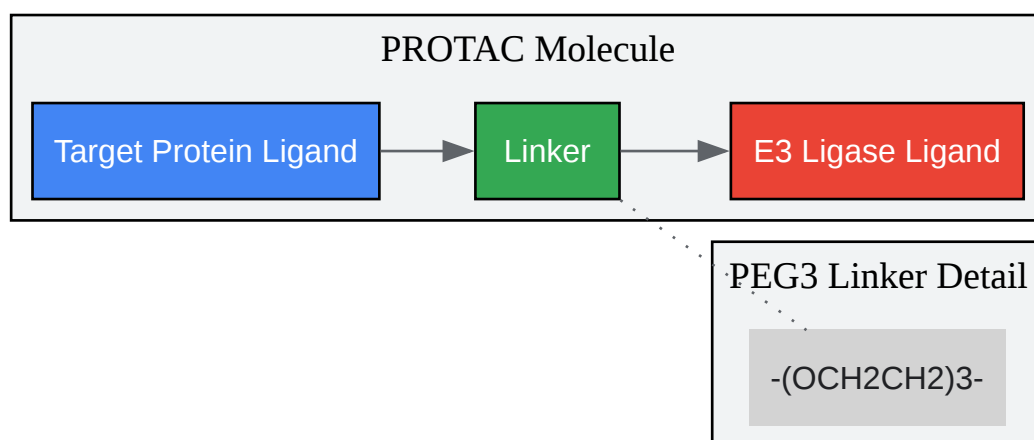 PROTAC Molecule
Target Protein Ligand
Linker
E3 Ligase Ligand
PEG3 Linker Detail
-(OCH2CH2)3-